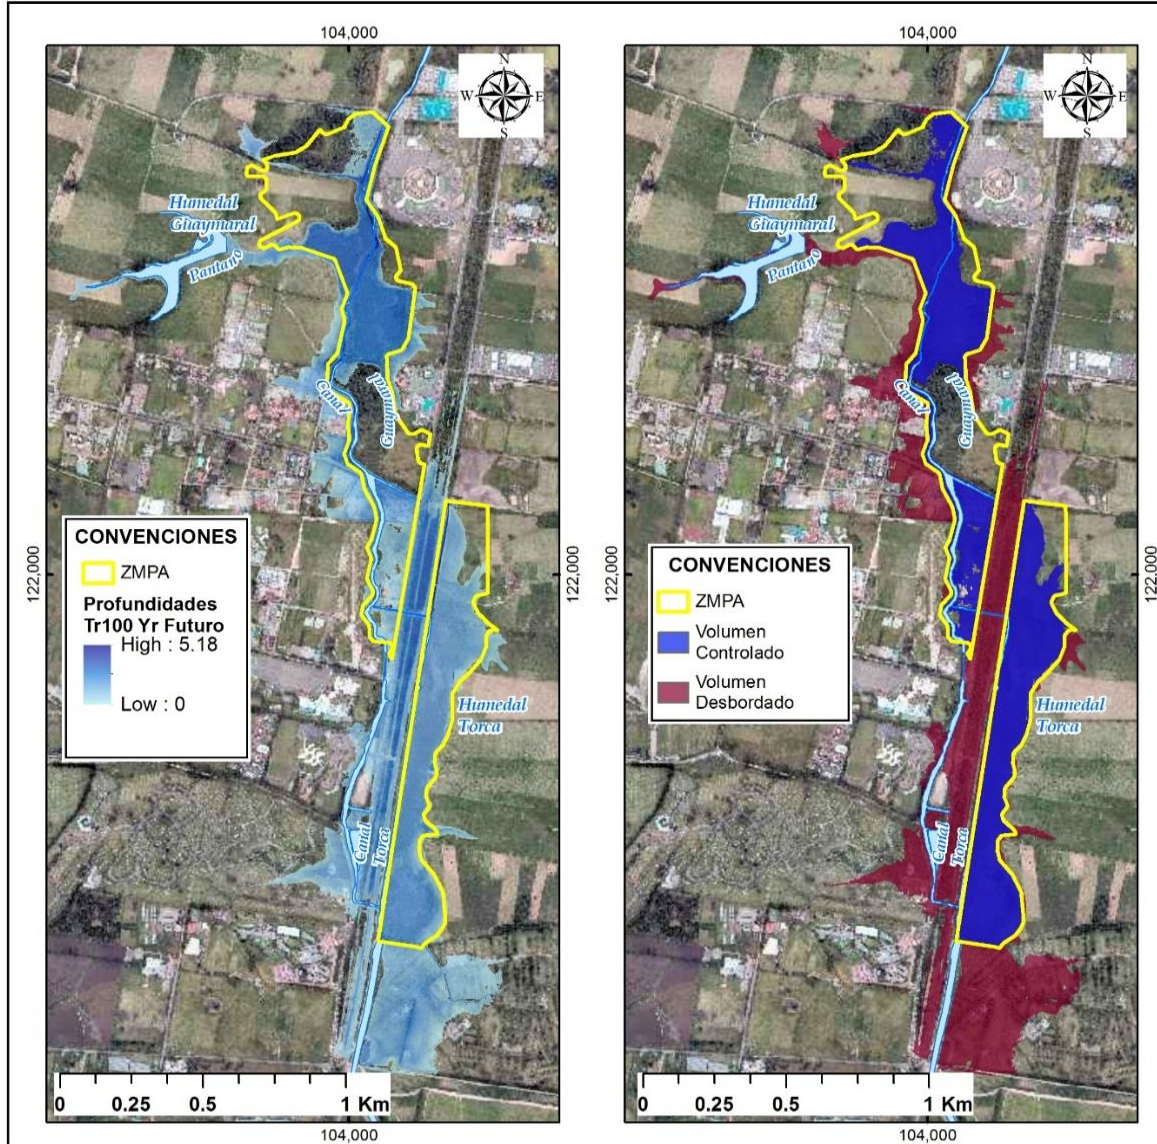 104,000
N
W E
S
Humedal
Guaymaral
Pantano
Canal
Guaymaral
CONVENCIONES
ZMPA
Profundidades
Tr100 Yr Futuro
High : 5.18
Low : 0
122,000
122,000
Humedal
Torca
Canal
Torca
0 0.25 0.5 1 Km
104,000
104,000
N
W E
S
Humedal
Guaymaral
Pantano
Canal
Guaymaral
CONVENCIONES
ZMPA
Volumen
Controlado
Volumen
Desbordado
122,000
Humedal
Torca
Canal
Torca
0 0.25 0.5 1 Km
104,000